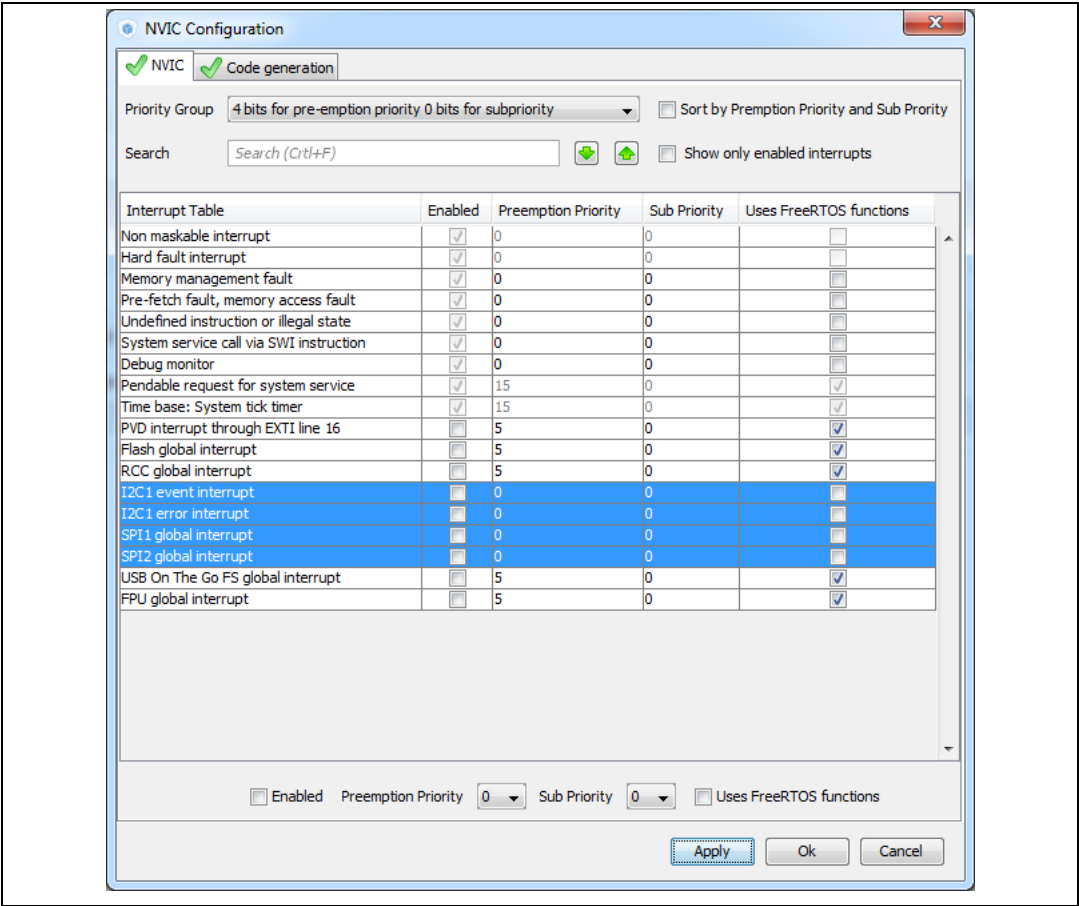 NVIC Configuration
NVIC Code generation
Priority Group 4 bits for pre-emption priority 0 bits for subpriority Sort by Premption Priority and Sub Prority
Search Search (Crtl+F) Show only enabled interrupts
Interrupt Table Enabled Preemption Priority Sub Priority Uses FreeRTOS functions
Non maskable interrupt 0 0
Hard fault interrupt 0 0
Memory management fault 0 0
Pre-fetch fault, memory access fault 0 0
Undefined instruction or illegal state 0 0
System service call via SWI instruction 0 0
Debug monitor 0 0
Pendable request for system service 15 0
Time base: System tick timer 15 0
PVD interrupt through EXTI line 16 5 0
Flash global interrupt 5 0
RCC global interrupt 5 0
I2C1 event interrupt 0 0
I2C1 error interrupt 0 0
SPI1 global interrupt 0 0
SPI2 global interrupt 0 0
USB On The Go FS global interrupt 5 0
FPU global interrupt 5 0
Enabled Preemption Priority 0 Sub Priority 0 Uses FreeRTOS functions
Apply Ok Cancel